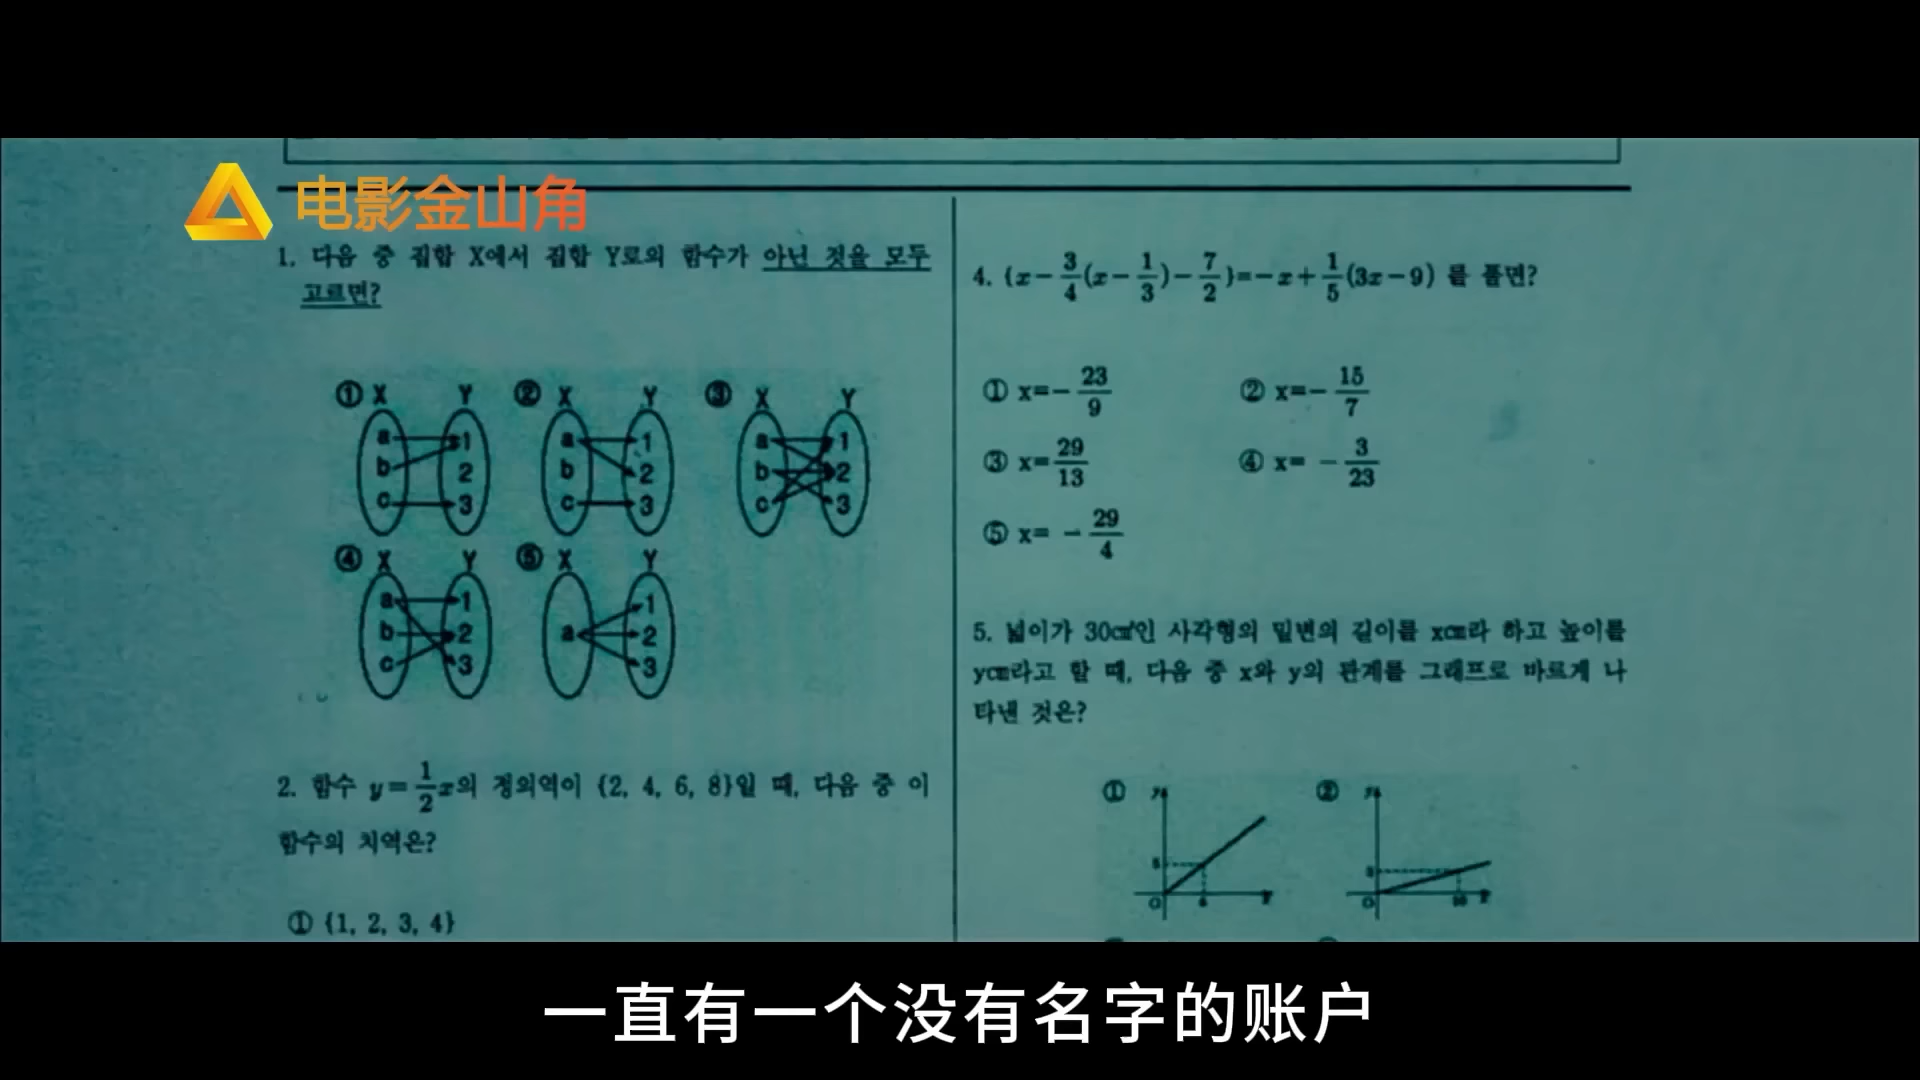 电影金山角
1. 다음 중 집합 X에서 집합 Y로의 함수가 아닌 것을 모두
고르면?
① X Y ② X Y ③ X Y
a 1 a 1 a 1
b 2 b 2 b 2
c 3 c 3 c 3
④ X Y ⑤ X Y
a 1 1
b 2 a 2
c 3 3
2. 함수 y=1/2x의 정의역이 {2, 4, 6, 8}일 때, 다음 중 이
함수의 치역은?
① {1, 2, 3, 4}
4. {x-3/4(x-1/3)-7/2}=-x+1/5(3x-9) 를 풀면?
① x=-23/9 ② x=-15/7
③ x=29/13 ④ x= -3/23
⑤ x= -29/4
5. 넓이가 30㎠인 사각형의 밑변의 길이를 x㎝라 하고 높이를
y㎝라고 할 때, 다음 중 x와 y의 관계를 그래프로 바르게 나
타낸 것은?
① ②
一直有一个没有名字的账户